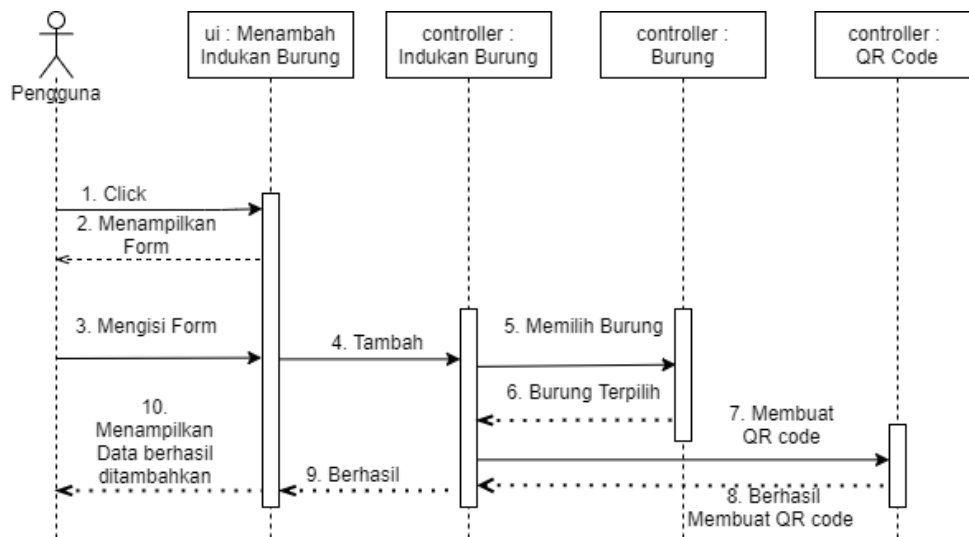 ui : Menambah
Indukan Burung
controller :
Indukan Burung
controller :
Burung
controller :
QR Code
Pengguna
1. Click
2. Menampilkan
Form
3. Mengisi Form
4. Tambah
5. Memilih Burung
6. Burung Terpilih
7. Membuat
QR code
8. Berhasil
Membuat QR code
9. Berhasil
10.
Menampilkan
Data berhasil
ditambahkan